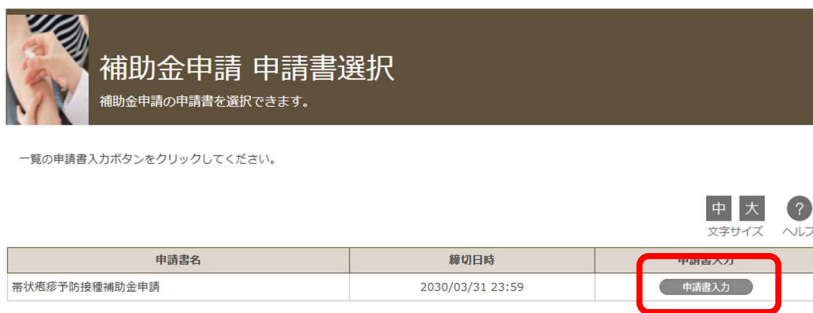 補助金申請 申請書選択
補助金申請の申請書を選択できます。
一覧の申請書入力ボタンをクリックしてください。
中 大 ?
文字サイズ ヘルプ
申請書名 締切日時 申請書入力
帯状疱疹予防接種補助金申請 2030/03/31 23:59 申請書入力